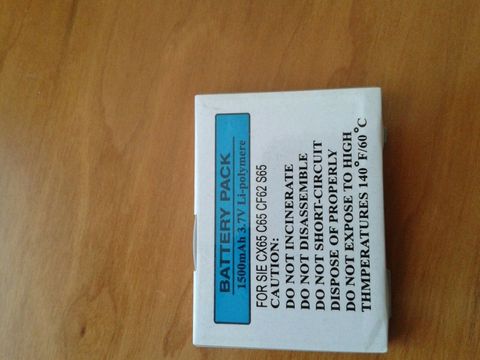 BATTERY PACK
1500mAh 3.7V Li-polymere
FOR SIE CX65 C65 CF62 S65
CAUTION:
DO NOT INCINERATE
DO NOT DISASSEMBLE
DO NOT SHORT-CIRCUIT
DISPOSE OF PROPERLY
DO NOT EXPOSE TO HIGH
THMPERATURES 140°F/60°C